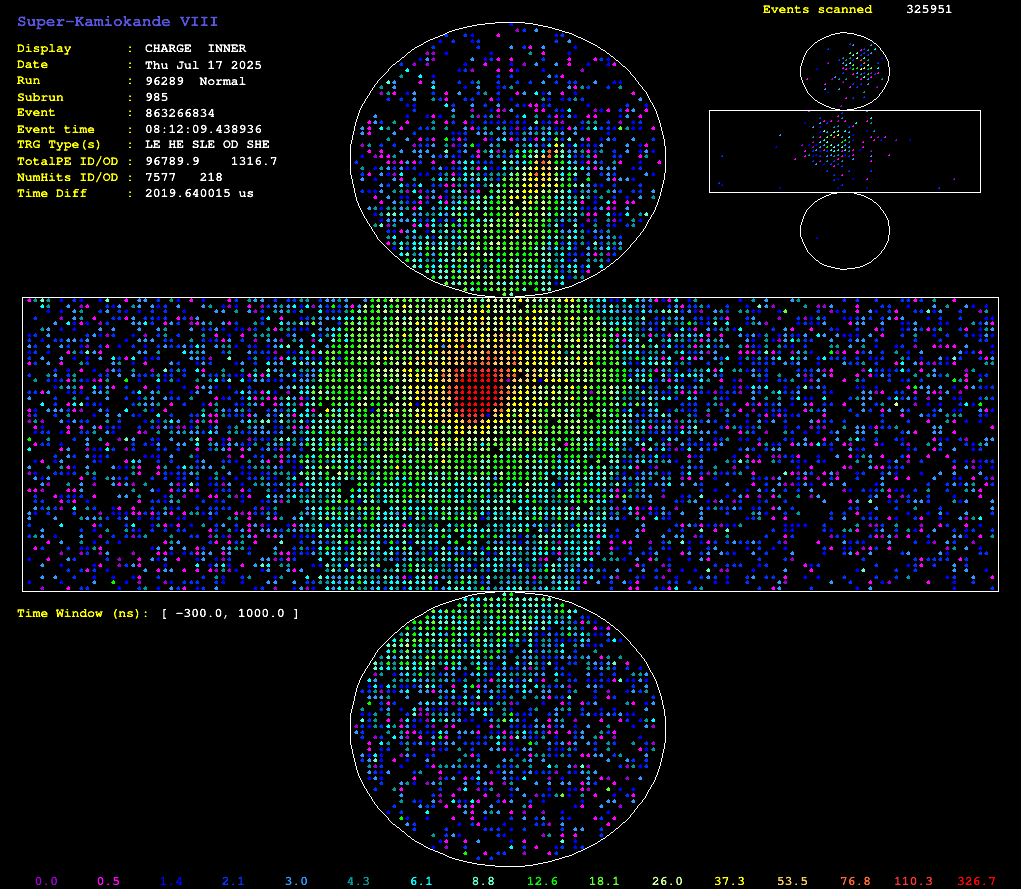 Super-Kamiokande VIII
Events scanned 325951
Display : CHARGE INNER
Date : Thu Jul 17 2025
Run : 96289 Normal
Subrun : 985
Event : 863266834
Event time : 08:12:09.438936
TRG Type(s) : LE HE SLE OD SHE
TotalPE ID/OD : 96789.9 1316.7
NumHits ID/OD : 7577 218
Time Diff : 2019.640015 us
Time Window (ns): [ −300.0, 1000.0 ]
0.0 0.5 1.4 2.1 3.0 4.3 6.1 8.8 12.6 18.1 26.0 37.3 53.5 76.8 110.3 326.7